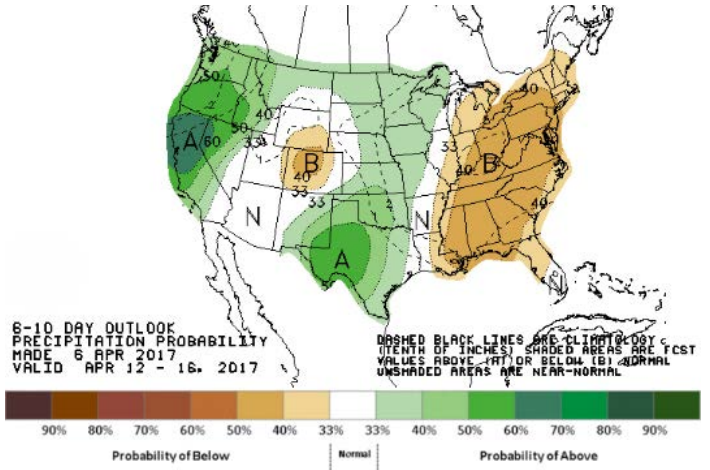 50
40
50
33
A
60
B
40
33
33
N
A
2
N
33
40
B
40
40
N
6-10 DAY OUTLOOK
PRECIPITATION PROBABILITY
MADE 6 APR 2017
VALID APR 12 - 16, 2017
DASHED BLACK LINES ARE CLIMATOLOGY
(TENTH OF INCHES) SHADED AREAS ARE FCST
VALUES ABOVE (A) OR BELOW (B) NORMAL
UNSHADED AREAS ARE NEAR-NORMAL
90% 80% 70% 60% 50% 40% 33% 33% 40% 50% 60% 70% 80% 90%
Probability of Below Normal Probability of Above